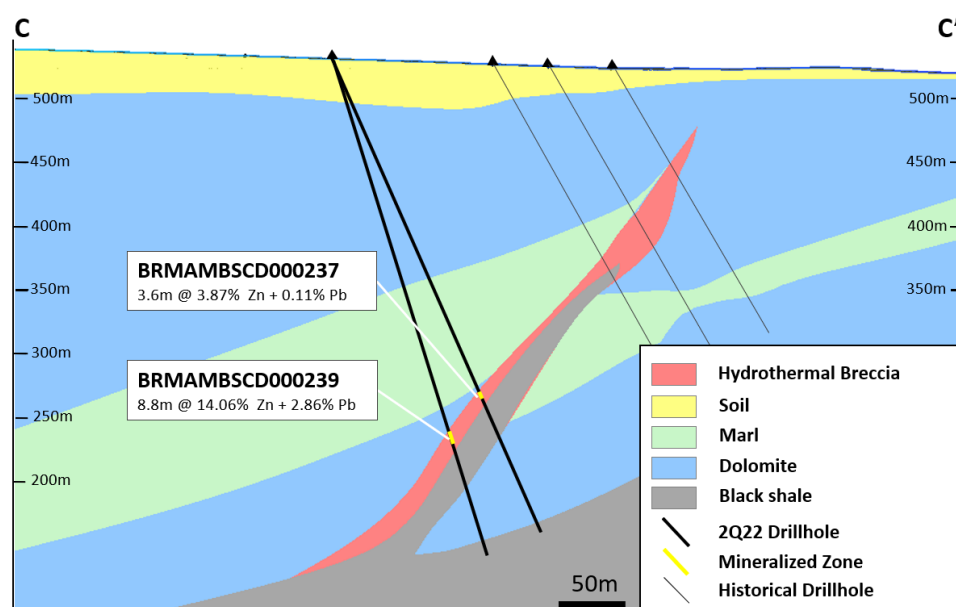 C
C'
500m
500m
450m
450m
400m
400m
350m
350m
300m
250m
200m
BRMAMBSCD000237
3.6m @ 3.87% Zn + 0.11% Pb
BRMAMBSCD000239
8.8m @ 14.06% Zn + 2.86% Pb
Hydrothermal Breccia
Soil
Marl
Dolomite
Black shale
2Q22 Drillhole
Mineralized Zone
Historical Drillhole
50m